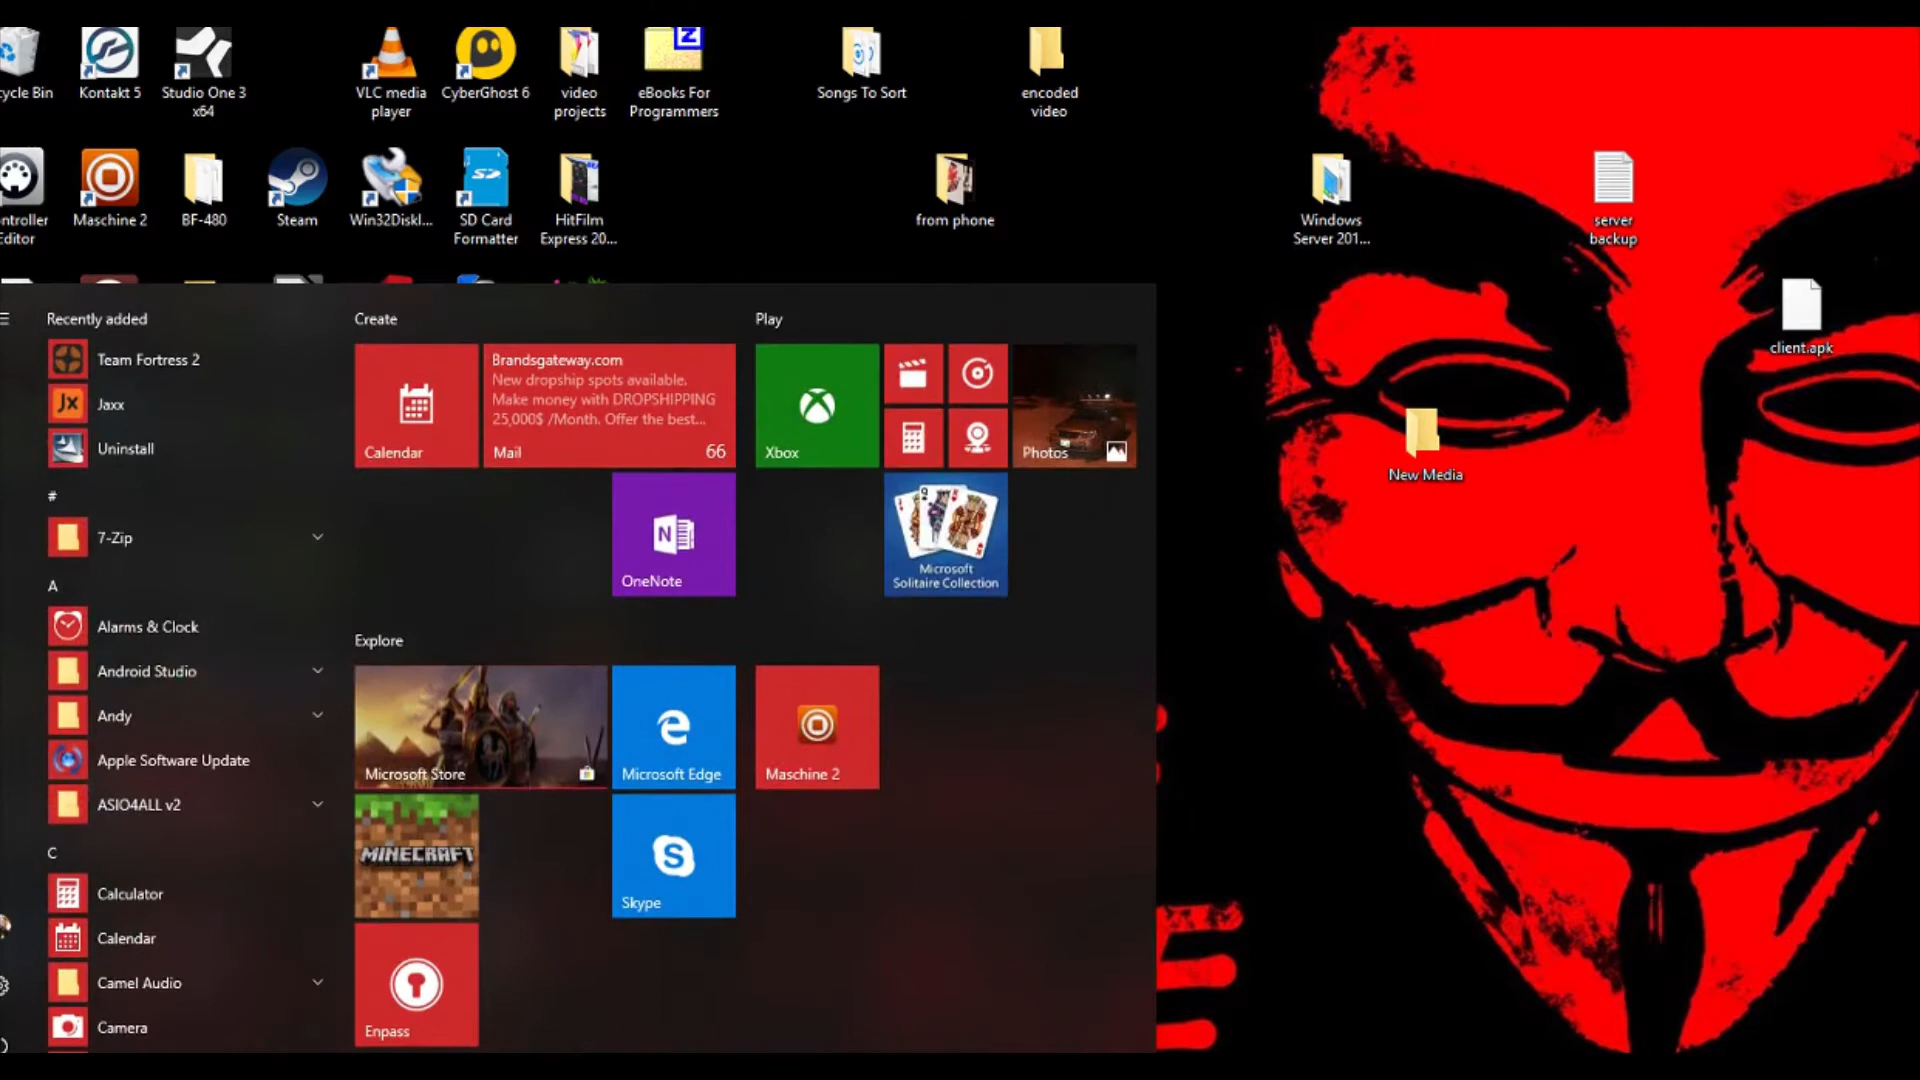 cycle Bin
Kontakt 5
Studio One 3
x64
VLC media
player
CyberGhost 6
video
projects
eBooks For
Programmers
Songs To Sort
encoded
video
ntroller
Editor
Maschine 2
BF-480
Steam
Win32DiskI...
SD Card
Formatter
HitFilm
Express 20...
from phone
Windows
Server 201...
server
backup
client.apk
New Media
Recently added
Team Fortress 2
Jx
Jaxx
Uninstall
#
7-Zip
A
Alarms & Clock
Android Studio
Andy
Apple Software Update
ASIO4ALL v2
C
Calculator
Calendar
Camel Audio
Camera
Create
Calendar
Brandsgateway.com
New dropship spots available.
Make money with DROPSHIPPING
25,000$ /Month. Offer the best...
Mail 66
N
OneNote
Explore
Microsoft Store
Microsoft Edge
MINECRAFT
S
Skype
Enpass
Play
Xbox
Photos
Microsoft
Solitaire Collection
Maschine 2